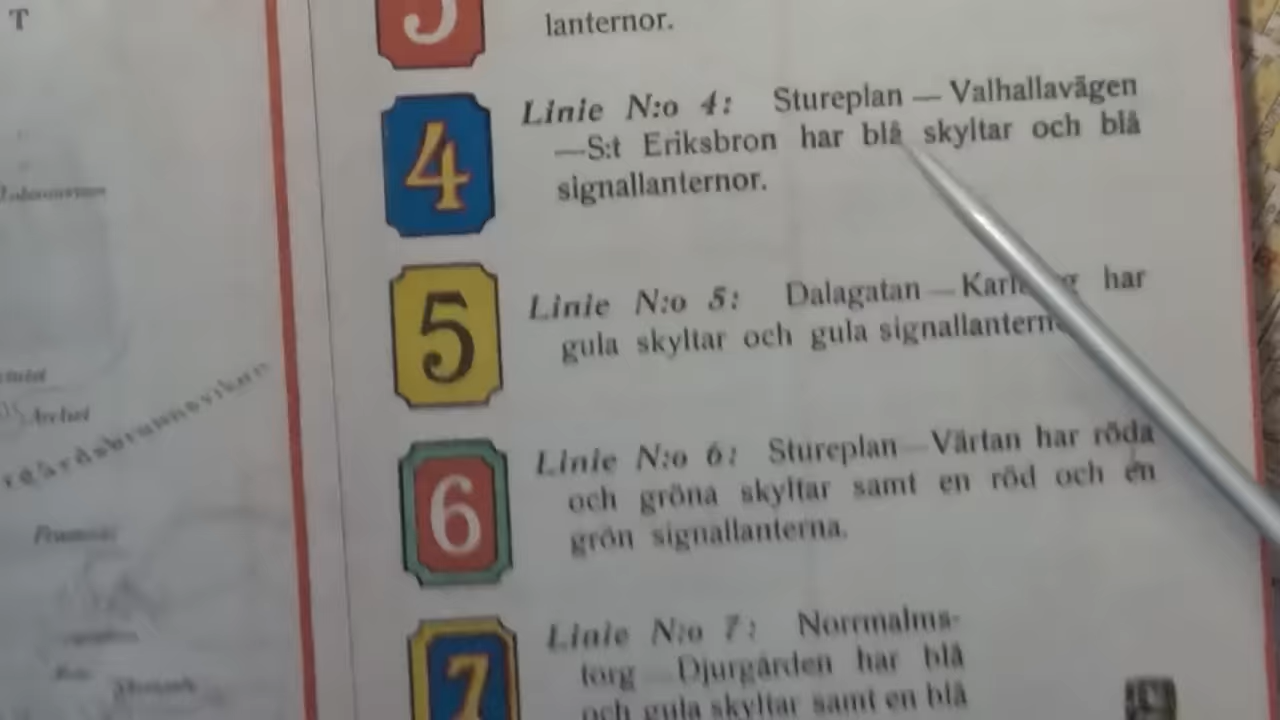 T
lanternor.
4
Linie N:o 4: Stureplan — Valhallavägen
—S:t Eriksbron har blå skyltar och blå
signallanternor.
5
Linie N:o 5: Dalagatan — har
gula skyltar och gula
6
Linie N:o 6: Stureplan—Värtan har röda
och gröna skyltar samt en röd och en
grön signallanterna.
7
Linie N:o 7: Norrmalms-
torg — Djurgården har blå
och gula skyltar samt en blå